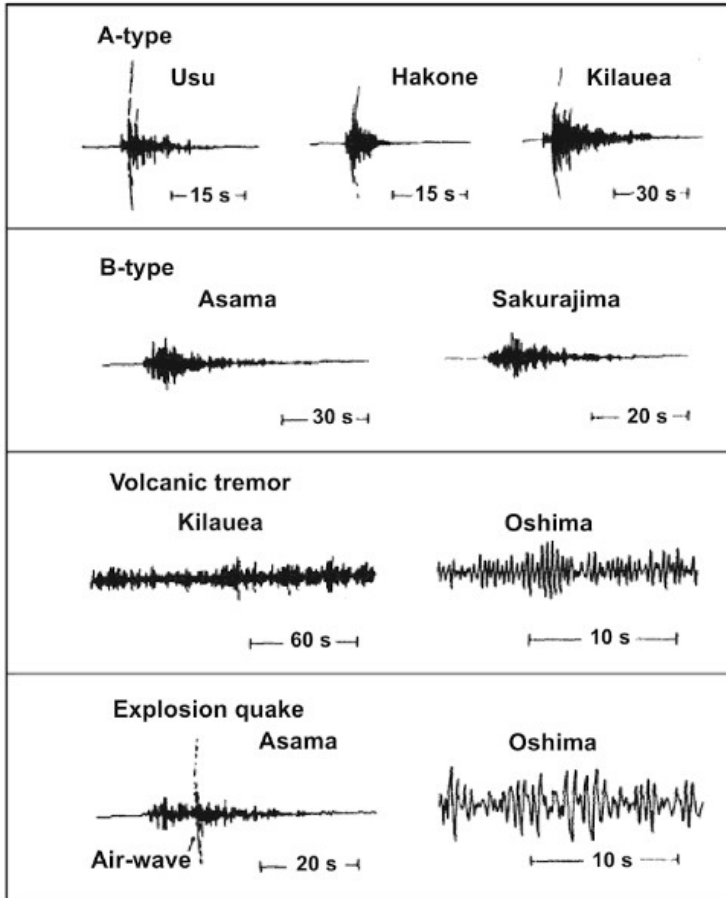 A-type
Usu
Hakone
Kilauea
15 s
15 s
30 s
B-type
Asama
Sakurajima
30 s
20 s
Volcanic tremor
Kilauea
Oshima
60 s
10 s
Explosion quake
Asama
Oshima
Air-wave
20 s
10 s